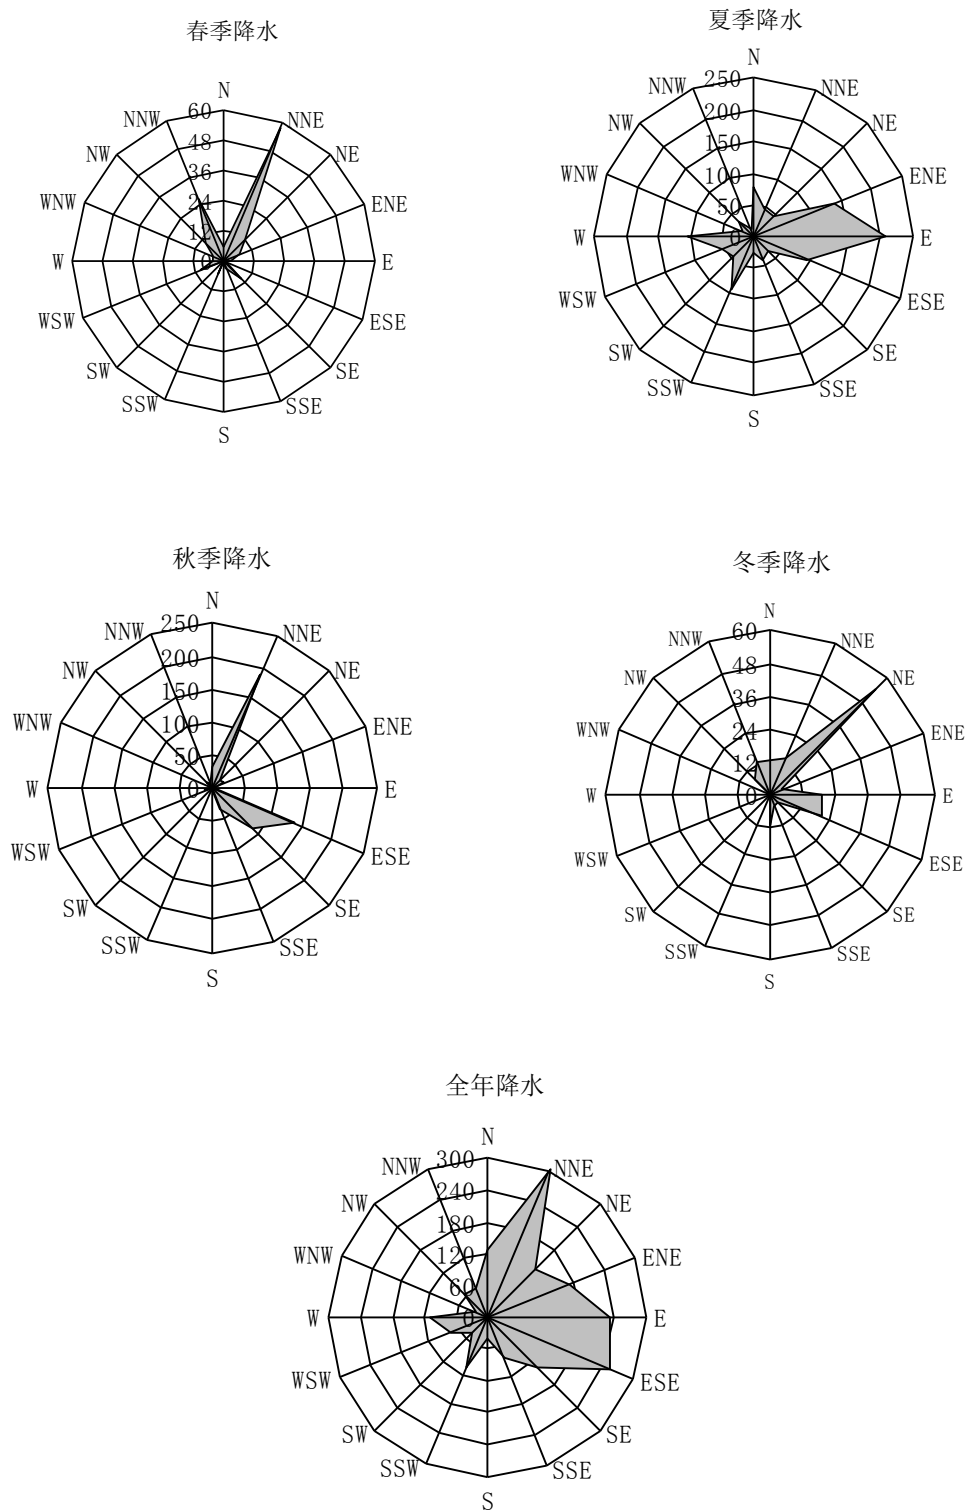 春季降水
N
60
NNW
NNE
48
NW
NE
36
WNW
24
ENE
12
W
0
E
WSW
ESE
SW
SE
SSW
SSE
S
夏季降水
N
250
NNW
NNE
200
NW
NE
150
WNW
100
ENE
50
W
0
E
WSW
ESE
SW
SE
SSW
SSE
S
秋季降水
N
250
NNW
NNE
200
NW
NE
150
WNW
100
ENE
50
W
0
E
WSW
ESE
SW
SE
SSW
SSE
S
冬季降水
N
60
NNW
NNE
48
NW
NE
36
WNW
24
ENE
12
W
0
E
WSW
ESE
SW
SE
SSW
SSE
S
全年降水
N
300
NNW
NNE
240
NW
NE
180
WNW
120
ENE
60
W
0
E
WSW
ESE
SW
SE
SSW
SSE
S